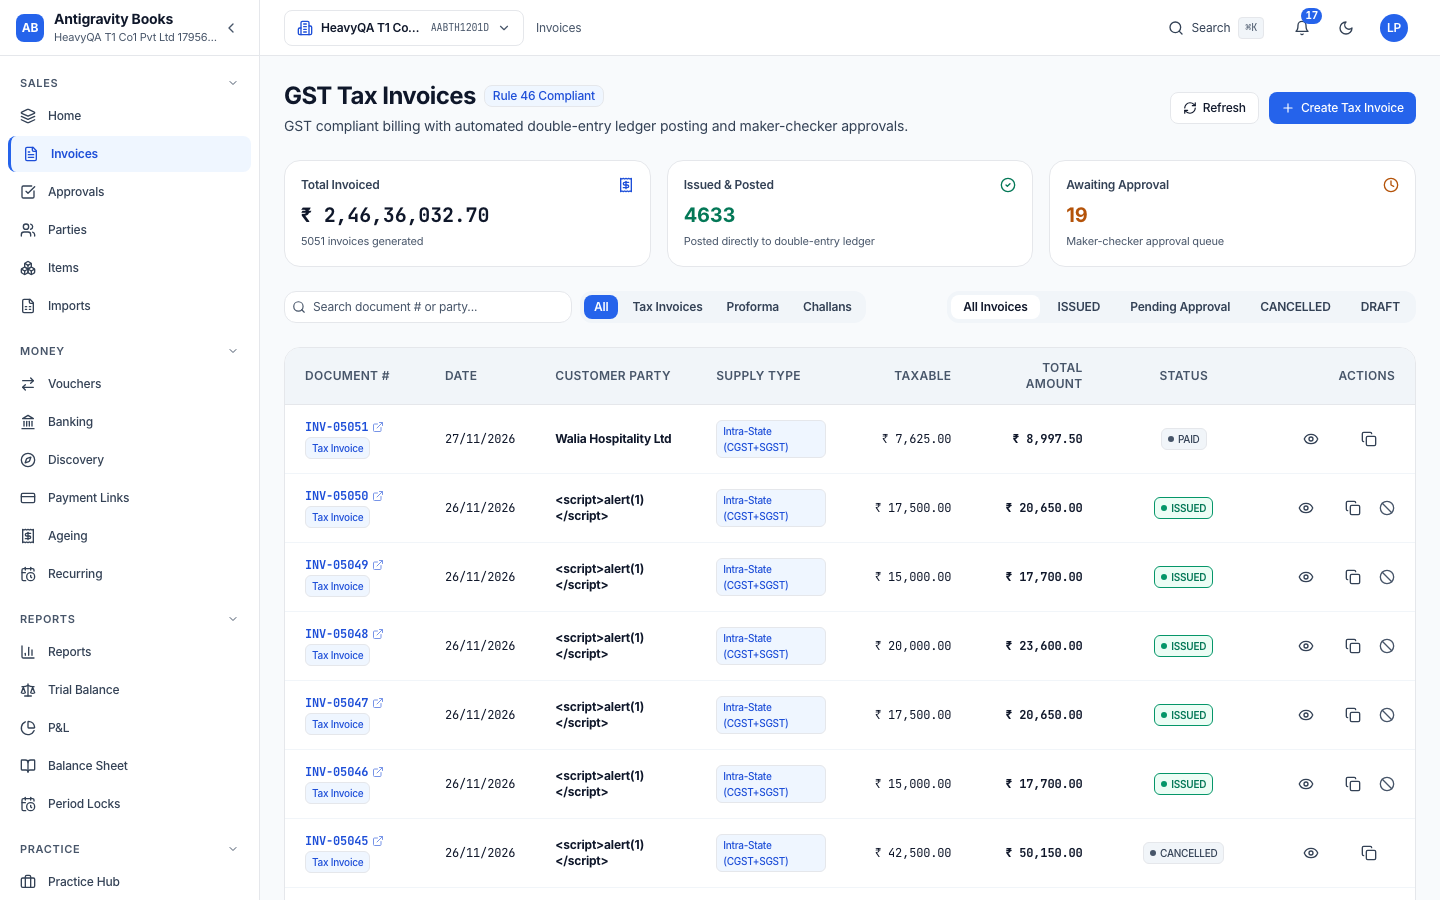 AB
Antigravity Books
HeavyQA T1 Co1 Pvt Ltd 17956...
HeavyQA T1 Co... AABTH1201D
Invoices
Search ⌘K
17
LP
SALES
Home
Invoices
Approvals
Parties
Items
Imports
MONEY
Vouchers
Banking
Discovery
Payment Links
Ageing
Recurring
REPORTS
Reports
Trial Balance
P&L
Balance Sheet
Period Locks
PRACTICE
Practice Hub
GST Tax Invoices Rule 46 Compliant
GST compliant billing with automated double-entry ledger posting and maker-checker approvals.
Refresh
Create Tax Invoice
Total Invoiced
₹ 2,46,36,032.70
5051 invoices generated
Issued & Posted
4633
Posted directly to double-entry ledger
Awaiting Approval
19
Maker-checker approval queue
Search document # or party...
All Tax Invoices Proforma Challans
All Invoices ISSUED Pending Approval CANCELLED DRAFT
DOCUMENT # DATE CUSTOMER PARTY SUPPLY TYPE TAXABLE TOTAL AMOUNT STATUS ACTIONS
INV-05051 Tax Invoice 27/11/2026 Walia Hospitality Ltd Intra-State (CGST+SGST) ₹ 7,625.00 ₹ 8,997.50 PAID
INV-05050 Tax Invoice 26/11/2026 <script>alert(1)</script> Intra-State (CGST+SGST) ₹ 17,500.00 ₹ 20,650.00 ISSUED
INV-05049 Tax Invoice 26/11/2026 <script>alert(1)</script> Intra-State (CGST+SGST) ₹ 15,000.00 ₹ 17,700.00 ISSUED
INV-05048 Tax Invoice 26/11/2026 <script>alert(1)</script> Intra-State (CGST+SGST) ₹ 20,000.00 ₹ 23,600.00 ISSUED
INV-05047 Tax Invoice 26/11/2026 <script>alert(1)</script> Intra-State (CGST+SGST) ₹ 17,500.00 ₹ 20,650.00 ISSUED
INV-05046 Tax Invoice 26/11/2026 <script>alert(1)</script> Intra-State (CGST+SGST) ₹ 15,000.00 ₹ 17,700.00 ISSUED
INV-05045 Tax Invoice 26/11/2026 <script>alert(1)</script> Intra-State (CGST+SGST) ₹ 42,500.00 ₹ 50,150.00 CANCELLED